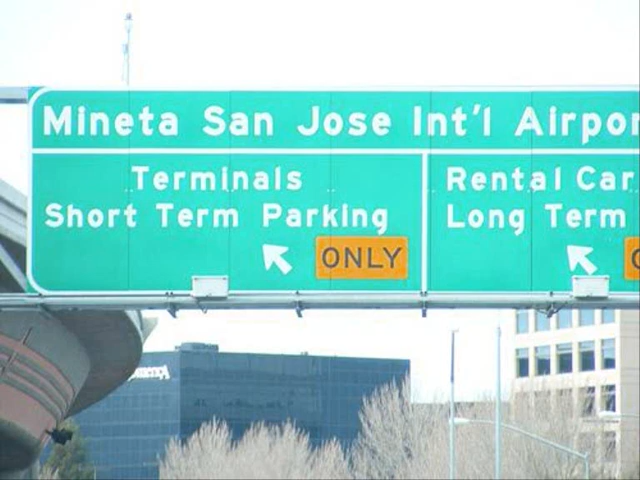 Mineta San Jose Int'l Airpor
Terminals
Short Term Parking
ONLY
Rental Car
Long Term